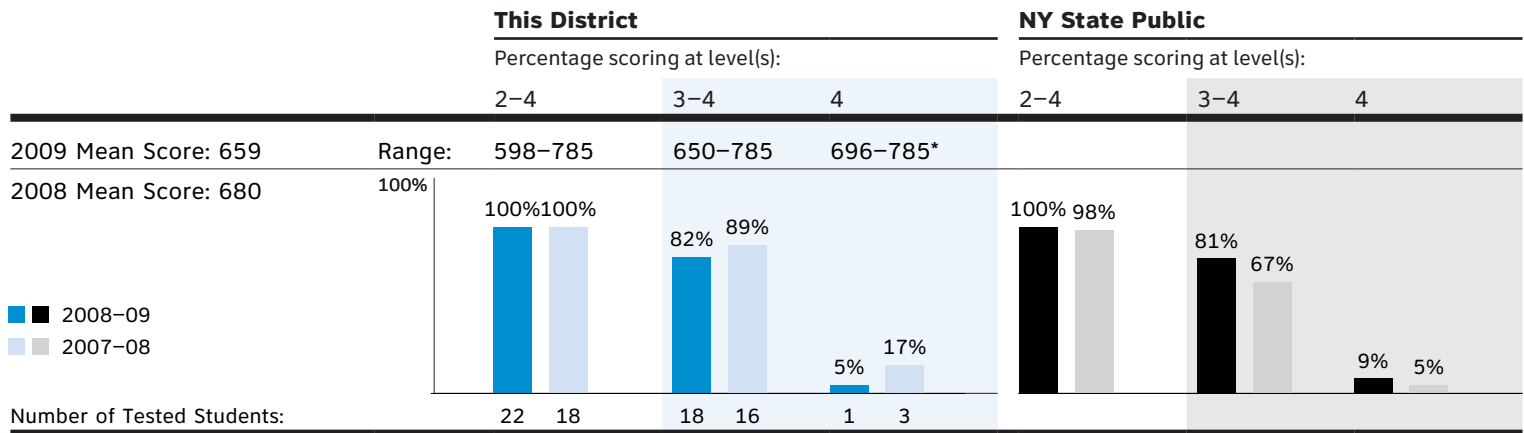 This District NY State Public
Percentage scoring at level(s): Percentage scoring at level(s):
2–4 3–4 4 2–4 3–4 4
2009 Mean Score: 659 Range: 598–785 650–785 696–785*
2008 Mean Score: 680 100%
100% 100% 82% 89% 5% 17% 100% 98% 81% 67% 9% 5%
2008–09
2007–08
Number of Tested Students: 22 18 18 16 1 3